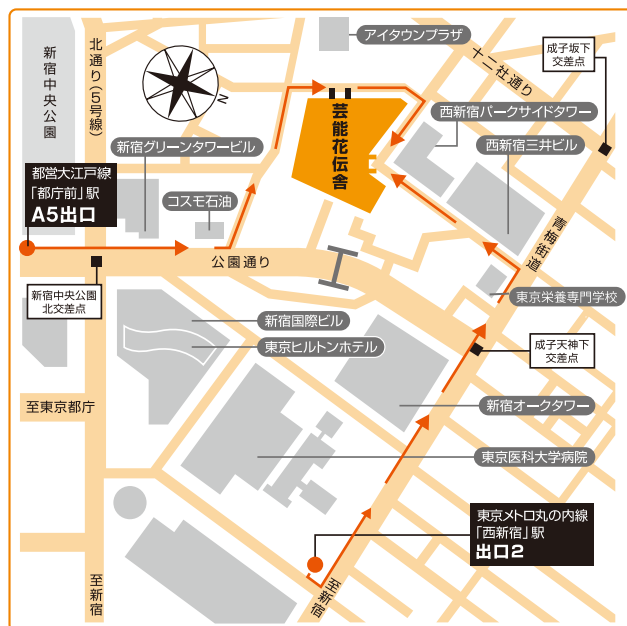 アイタウンプラザ
十二社通り
成子坂下
交差点
新宿中央公園
北通り(5号線)
N
芸能花伝舎
西新宿パークサイドタワー
西新宿三井ビル
新宿グリーンタワービル
コスモ石油
都営大江戸線
「都庁前」駅
A5出口
青梅街道
公園通り
新宿中央公園
北交差点
東京栄養専門学校
新宿国際ビル
東京ヒルトンホテル
成子天神下
交差点
至東京都庁
新宿オークタワー
東京医科大学病院
東京メトロ丸の内線
「西新宿」駅
出口2
至新宿
至新宿